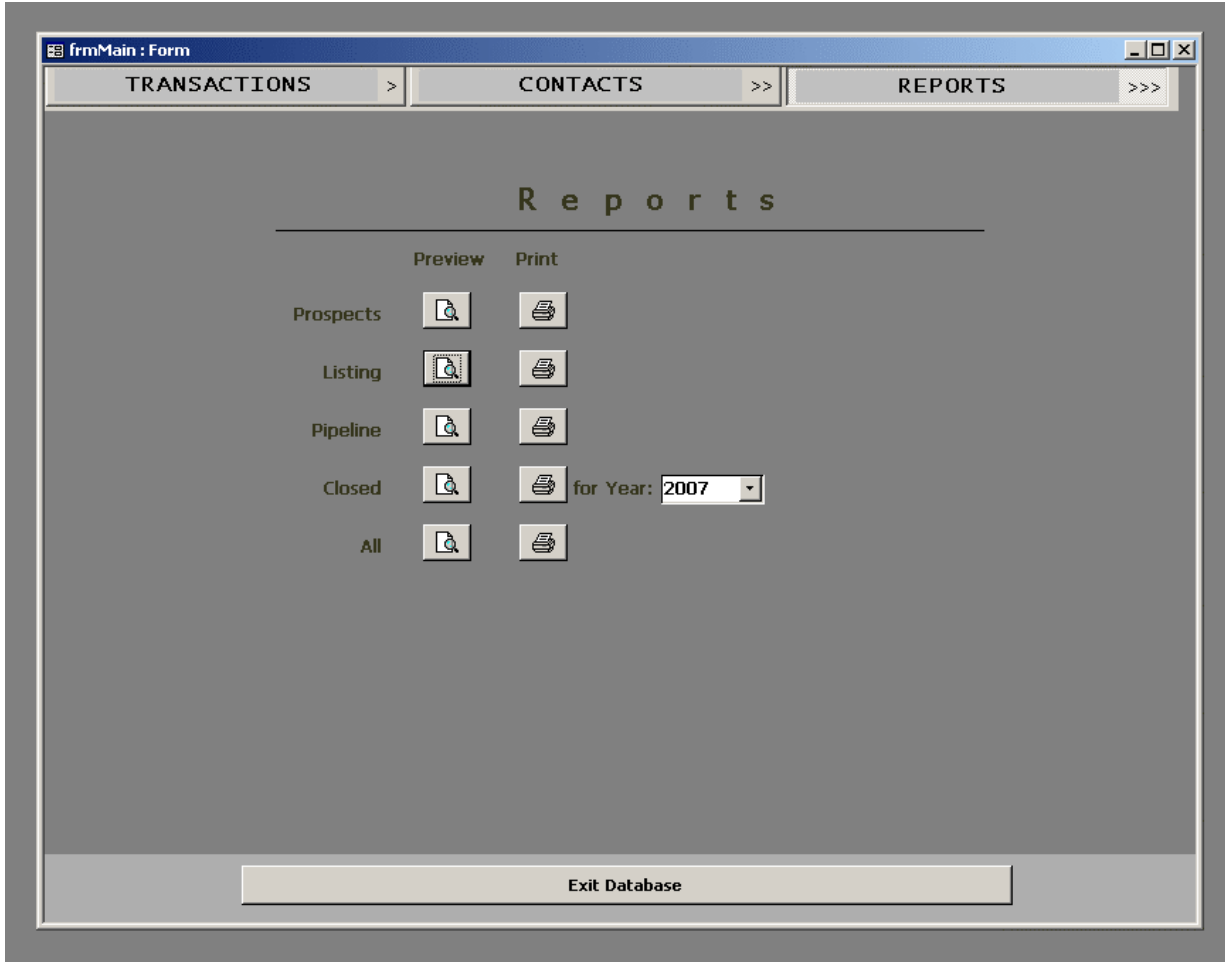 frmMain : Form
TRANSACTIONS > CONTACTS >> REPORTS >>>
Reports
Preview Print
Prospects
Listing
Pipeline
Closed for Year: 2007
All
Exit Database